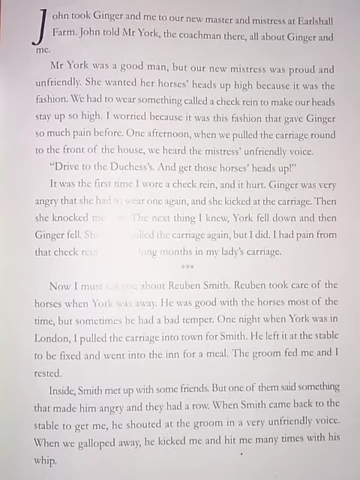 John took Ginger and me to our new master and mistress at Earlshall
Farm. John told Mr York, the coachman there, all about Ginger and
me.
Mr York was a good man, but our new mistress was proud and
unfriendly. She wanted her horses' heads up high because it was the
fashion. We had to wear something called a check rein to make our heads
stay up so high. I worried because it was this fashion that gave Ginger
so much pain before. One afternoon, when we pulled the carriage round
to the front of the house, we heard the mistress' unfriendly voice.
"Drive to the Duchess's. And get those horses' heads up!"
It was the first time I wore a check rein, and it hurt. Ginger was very
angry that she had to wear one again, and she kicked at the carriage. Then
she knocked me The next thing I knew, York fell down and then
Ginger fell. She the carriage again, but I did. I had pain from
that check rein months in my lady's carriage.
***
Now I must about Reuben Smith. Reuben took care of the
horses when York was away. He was good with the horses most of the
time, but sometimes he had a bad temper. One night when York was in
London, I pulled the carriage into town for Smith. He left it at the stable
to be fixed and went into the inn for a meal. The groom fed me and I
rested.
Inside, Smith met up with some friends. But one of them said something
that made him angry and they had a row. When Smith came back to the
stable to get me, he shouted at the groom in a very unfriendly voice.
When we galloped away, he kicked me and hit me many times with his
whip.